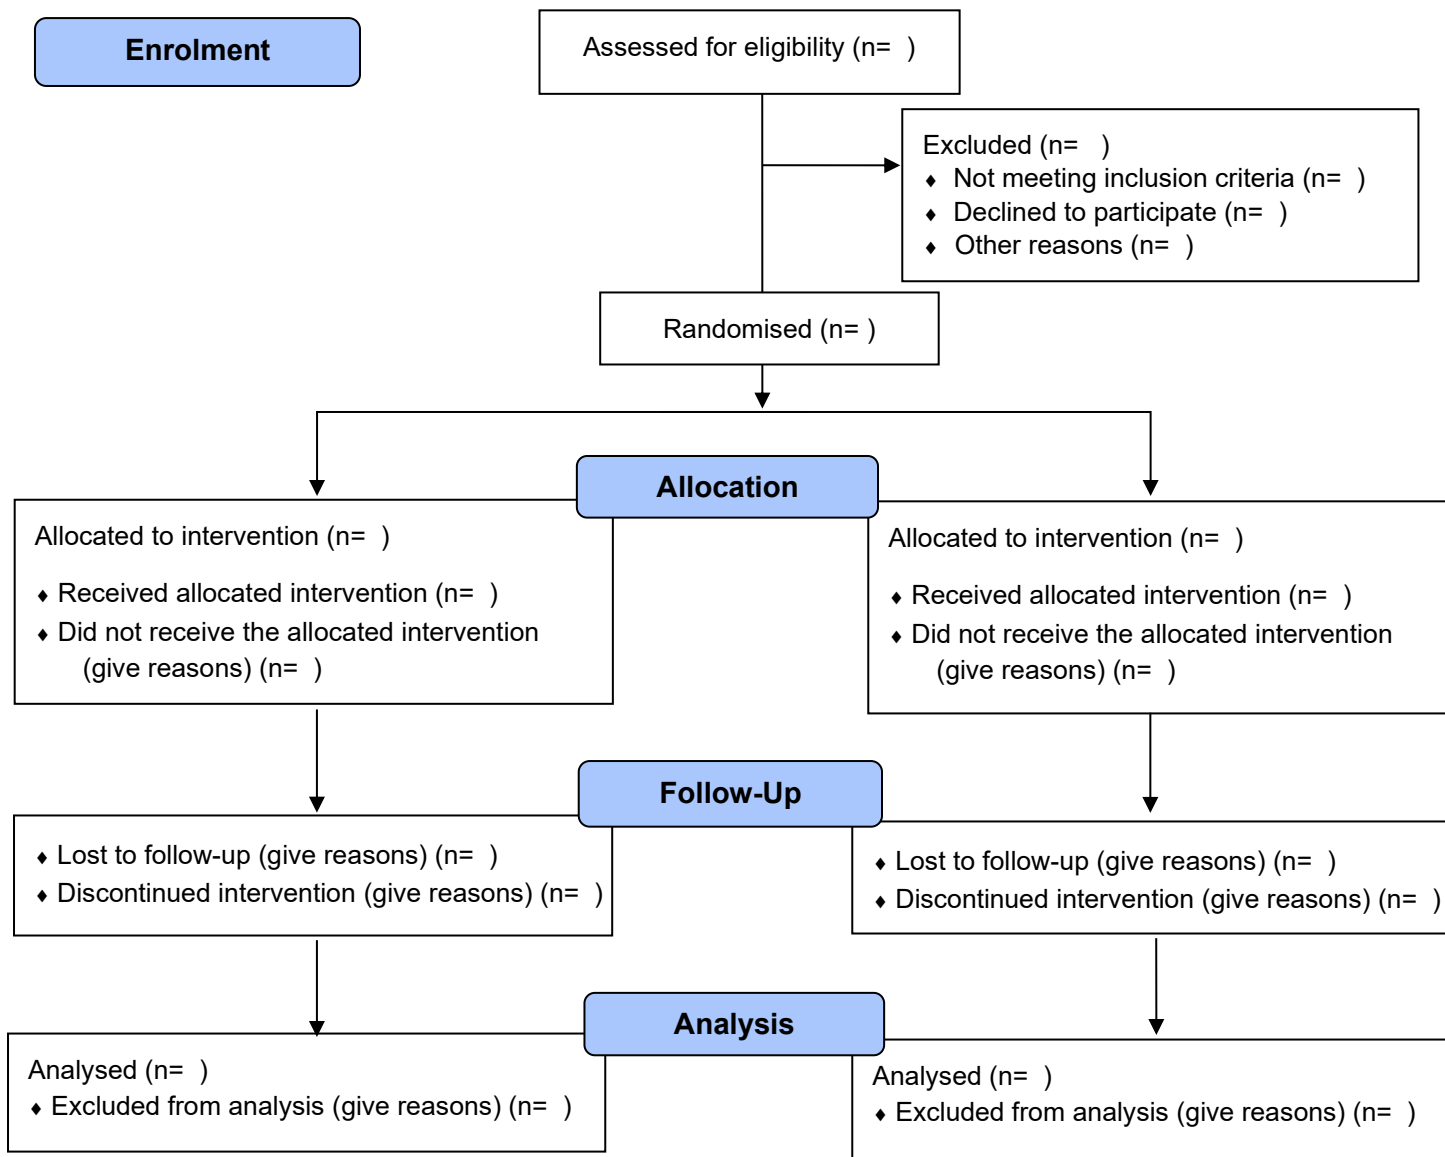 Enrolment
Assessed for eligibility (n=  )
Excluded (n=  )
♦ Not meeting inclusion criteria (n=  )
♦ Declined to participate (n=  )
♦ Other reasons (n=  )
Randomised (n= )
Allocation
Allocated to intervention (n=  )
♦ Received allocated intervention (n=  )
♦ Did not receive the allocated intervention
(give reasons) (n=  )
Allocated to intervention (n=  )
♦ Received allocated intervention (n=  )
♦ Did not receive the allocated intervention
(give reasons) (n=  )
Follow-Up
♦ Lost to follow-up (give reasons) (n=  )
♦ Discontinued intervention (give reasons) (n=  )
♦ Lost to follow-up (give reasons) (n=  )
♦ Discontinued intervention (give reasons) (n=  )
Analysis
Analysed (n=  )
♦ Excluded from analysis (give reasons) (n=  )
Analysed (n=  )
♦ Excluded from analysis (give reasons) (n=  )